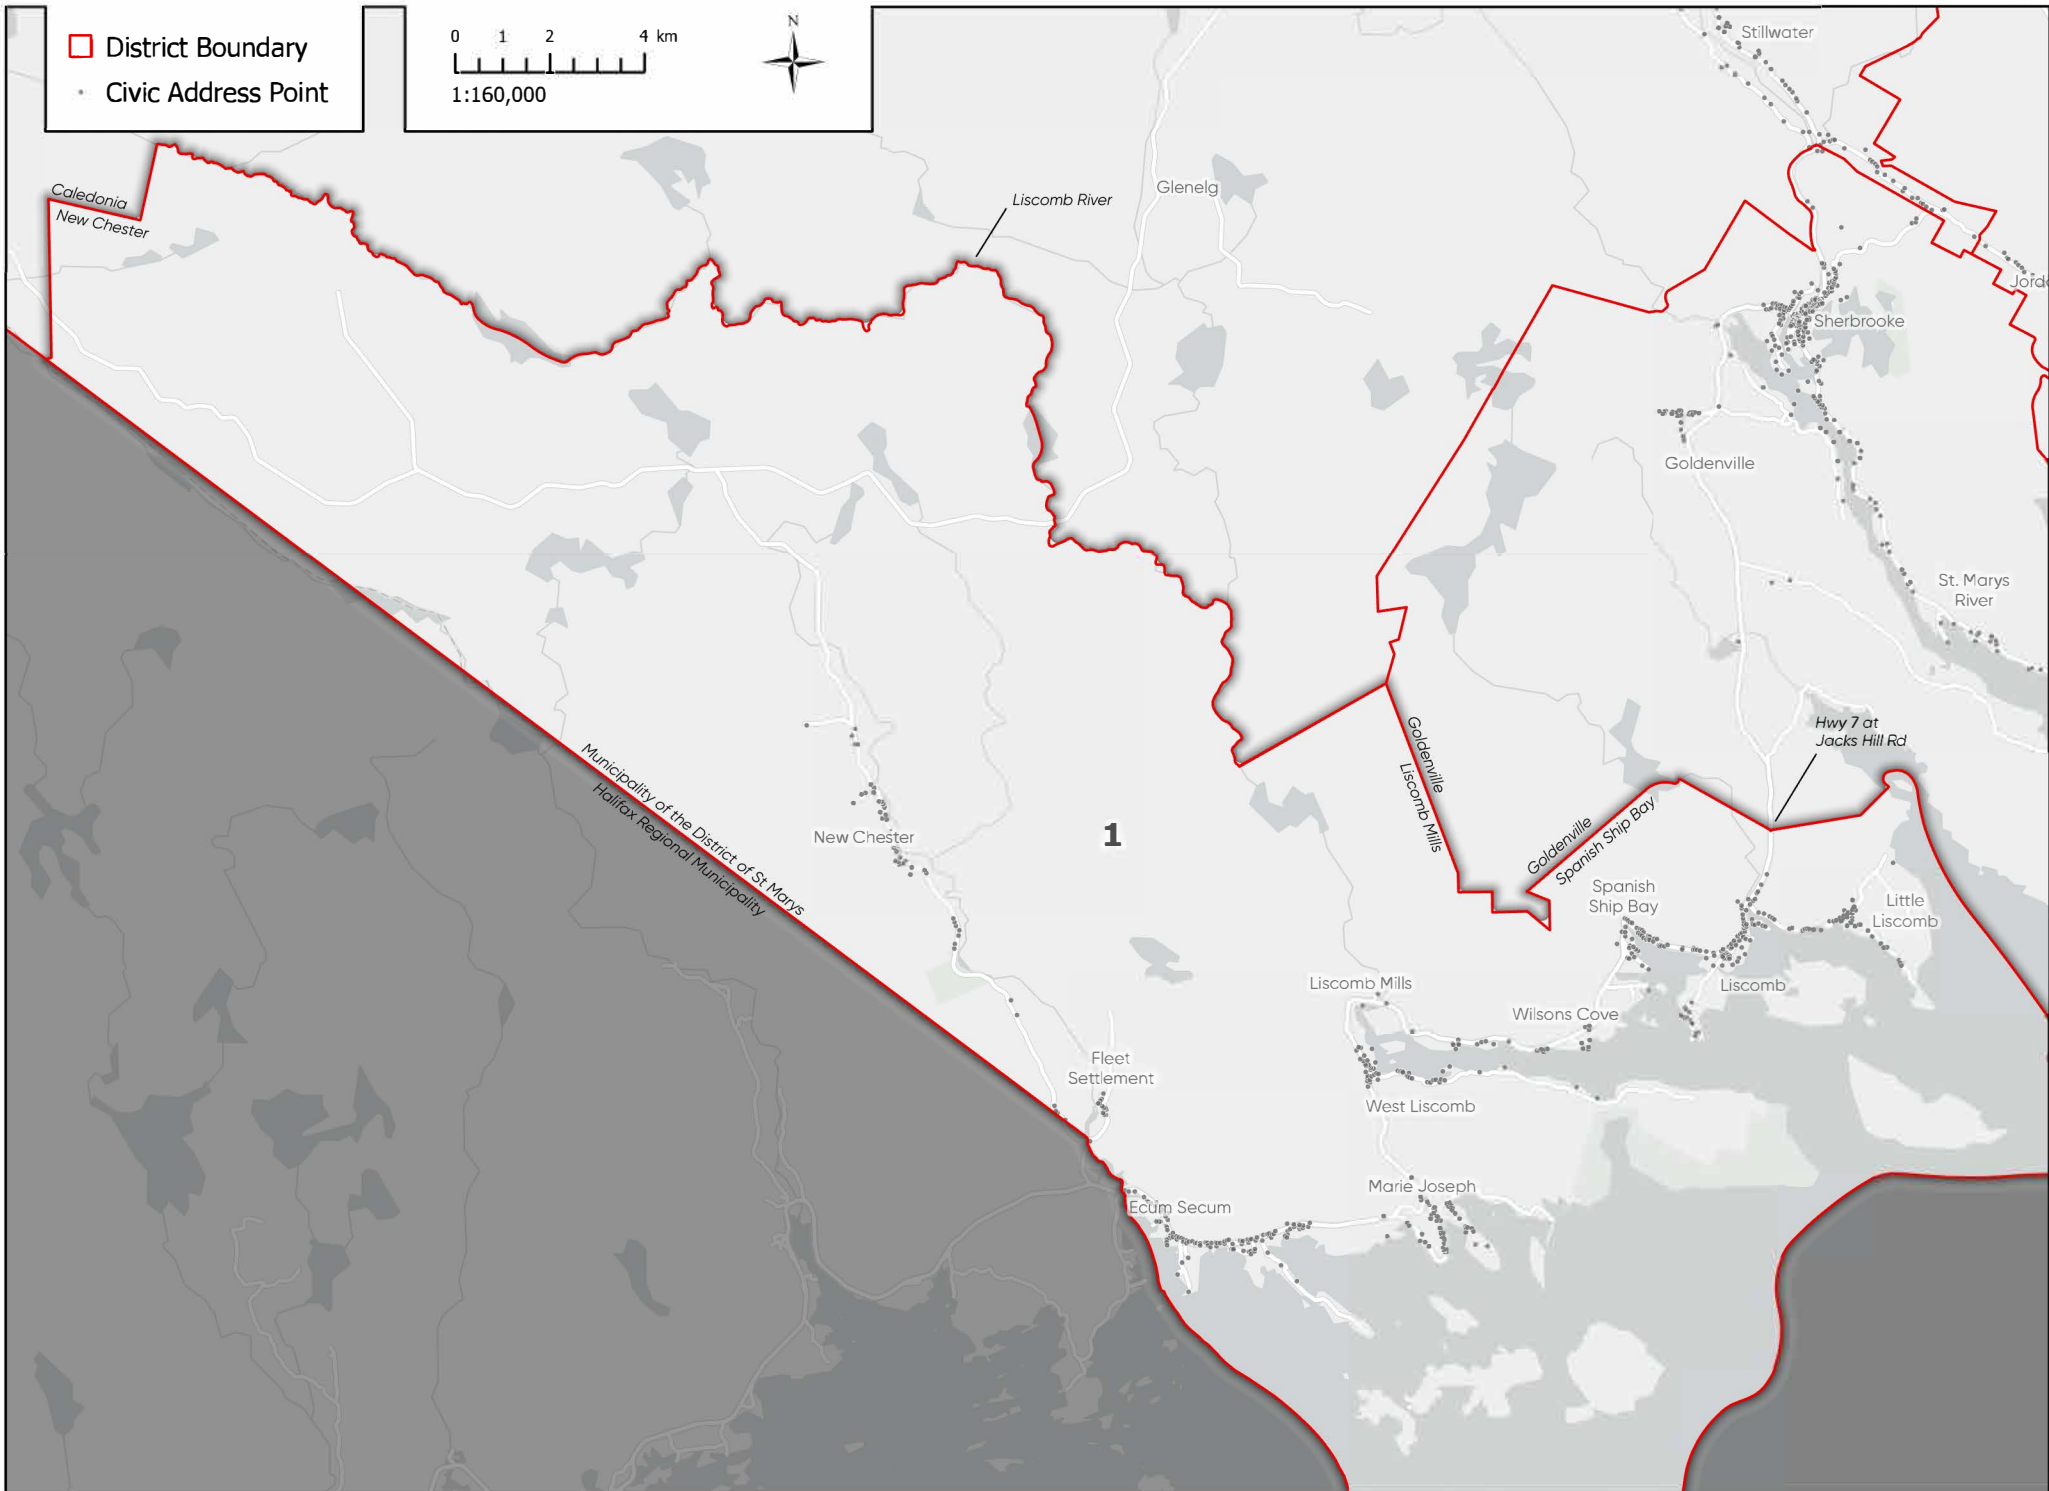 District Boundary
Civic Address Point
0 1 2 4 km
1:160,000
N
Stillwater
Caledonia
New Chester
Liscomb River
Glenelg
Jord
Sherbrooke
Goldenville
St. Marys
River
Hwy 7 at
Jacks Hill Rd
Goldenville
Liscomb Mills
Municipality of the District of St Marys
Halifax Regional Municipality
New Chester
1
Goldenville
Spanish Ship Bay
Spanish
Ship Bay
Little
Liscomb
Liscomb Mills
Liscomb
Wilsons Cove
Fleet
Settlement
West Liscomb
Marie Joseph
Ecum Secum